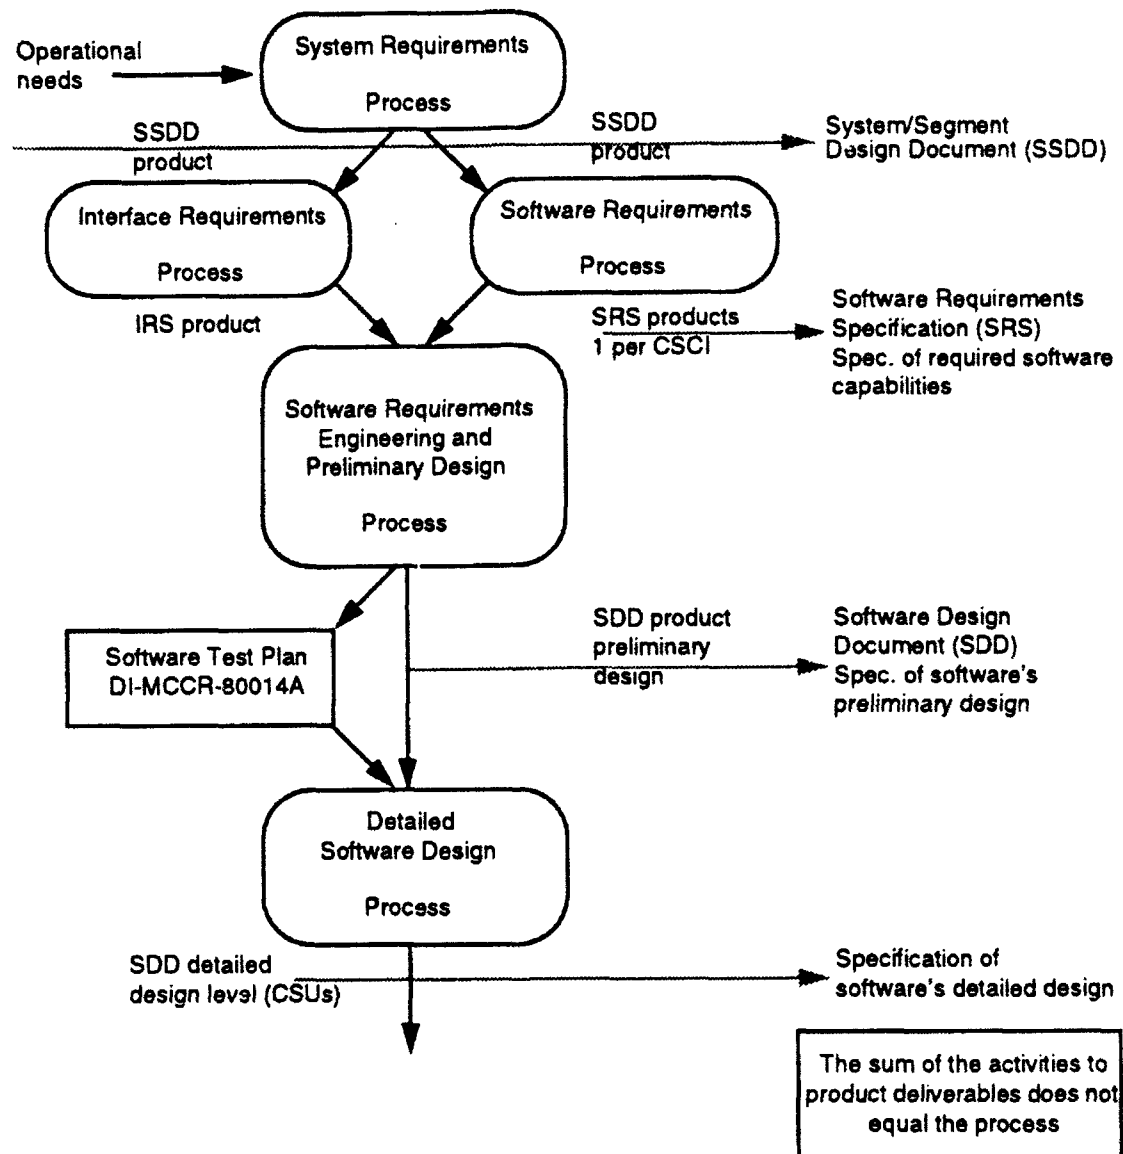 Operational
needs
System Requirements
Process
SSDD
product
SSDD
product
System/Segment
Design Document (SSDD)
Interface Requirements
Process
Software Requirements
Process
IRS product
SRS products
1 per CSCI
Software Requirements
Specification (SRS)
Spec. of required software
capabilities
Software Requirements
Engineering and
Preliminary Design
Process
Software Test Plan
DI-MCCR-80014A
SDD product
preliminary
design
Software Design
Document (SDD)
Spec. of software's
preliminary design
Detailed
Software Design
Process
SDD detailed
design level (CSUs)
Specification of
software's detailed design
The sum of the activities to
product deliverables does not
equal the process